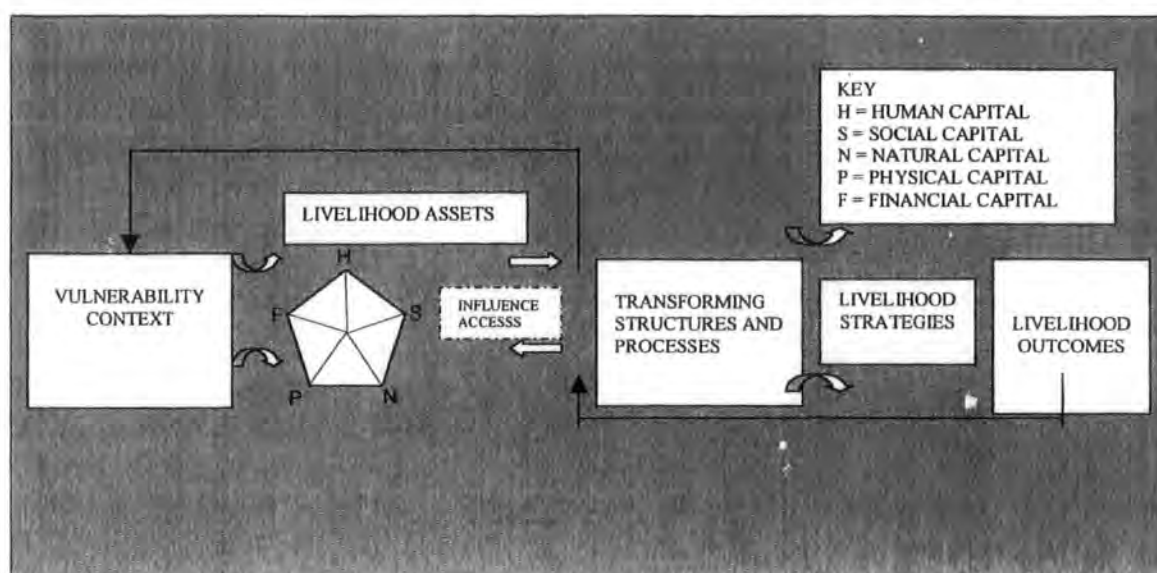 KEY
H = HUMAN CAPITAL
S = SOCIAL CAPITAL
N = NATURAL CAPITAL
P = PHYSICAL CAPITAL
F = FINANCIAL CAPITAL
LIVELIHOOD ASSETS
H
F
S
P
N
VULNERABILITY
CONTEXT
INFLUENCE
ACCESSS
TRANSFORMING
STRUCTURES AND
PROCESSES
LIVELIHOOD
STRATEGIES
LIVELIHOOD
OUTCOMES